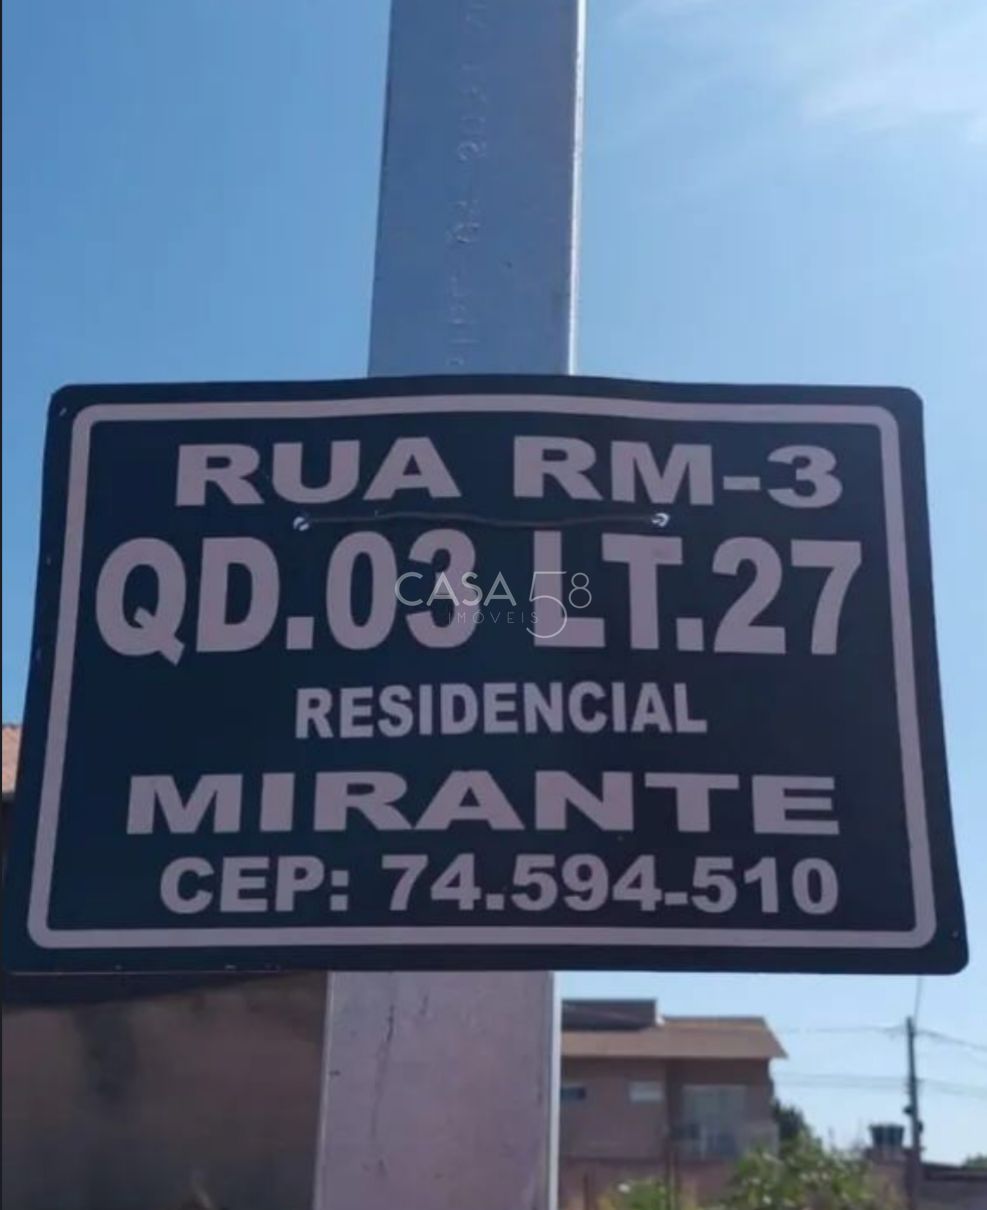 RUA RM-3
QD.03 LT.27
CASA 58
IMÓVEIS
RESIDENCIAL
MIRANTE
CEP: 74.594-510